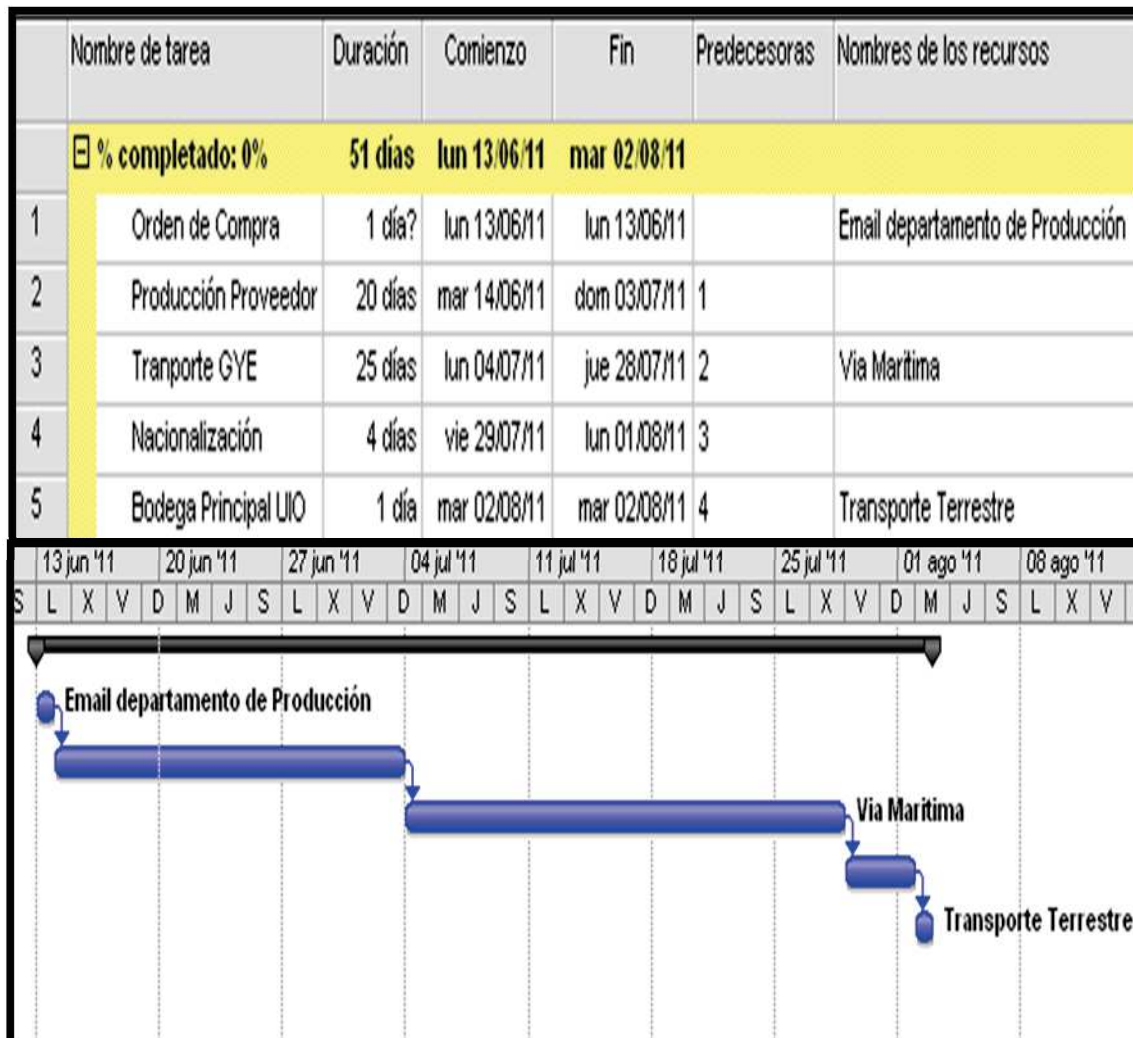 Nombre de tarea Duración Comienzo Fin Predecesoras Nombres de los recursos
% completado: 0% 51 días lun 13/06/11 mar 02/08/11
1 Orden de Compra 1 día? lun 13/06/11 lun 13/06/11 Email departamento de Producción
2 Producción Proveedor 20 días mar 14/06/11 dom 03/07/11 1
3 Tranporte GYE 25 días lun 04/07/11 jue 28/07/11 2 Via Maritima
4 Nacionalización 4 días vie 29/07/11 lun 01/08/11 3
5 Bodega Principal UIO 1 día mar 02/08/11 mar 02/08/11 4 Transporte Terrestre
13 jun '11 20 jun '11 27 jun '11 04 jul '11 11 jul '11 18 jul '11 25 jul '11 01 ago '11 08 ago '11
S L X V D M J S L X V D M J S L X V D M J S L X V D M J S L X V
Email departamento de Producción
Via Maritima
Transporte Terrestre